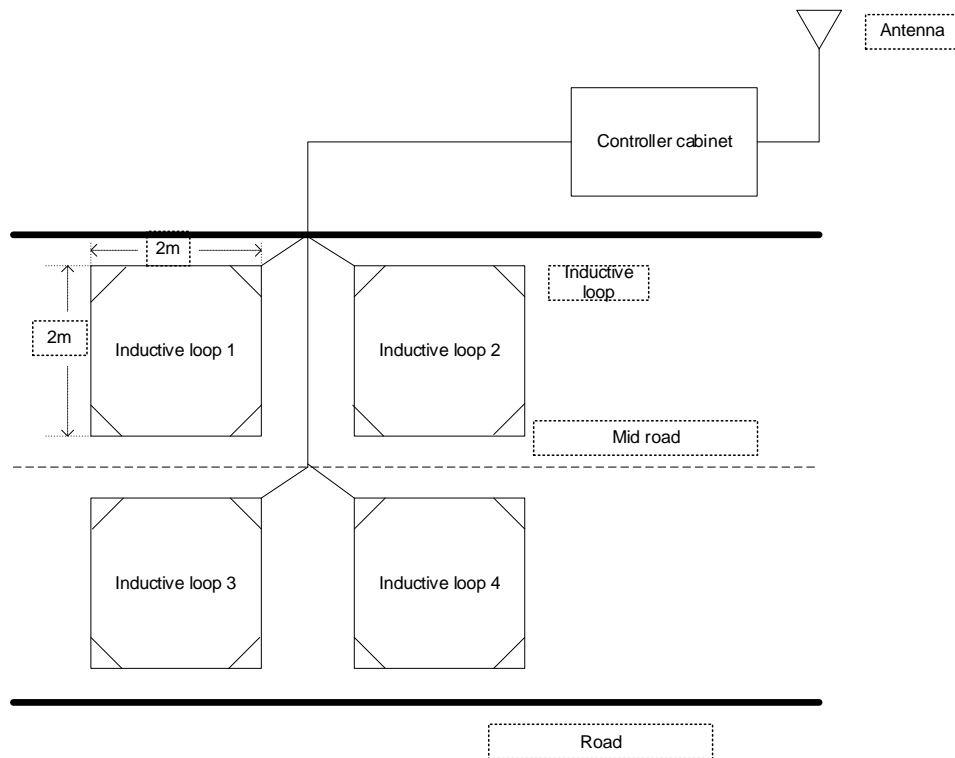 Antenna
Controller cabinet
2m
Inductive
loop
2m
Inductive loop 1
Inductive loop 2
Mid road
Inductive loop 3
Inductive loop 4
Road